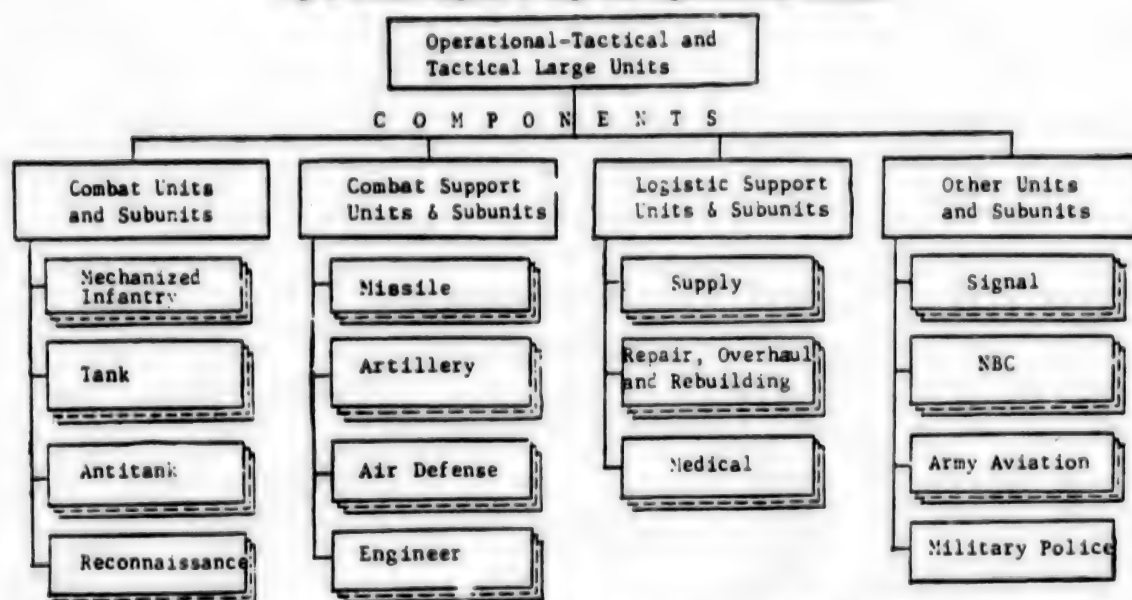 Operational-Tactical and
Tactical Large Units
C O M P O N E N T S
Combat Units
and Subunits
Mechanized
Infantry
Tank
Antitank
Reconnaissance
Combat Support
Units & Subunits
Missile
Artillery
Air Defense
Engineer
Logistic Support
Units & Subunits
Supply
Repair, Overhaul
and Rebuilding
Medical
Other Units
and Subunits
Signal
NBC
Army Aviation
Military Police